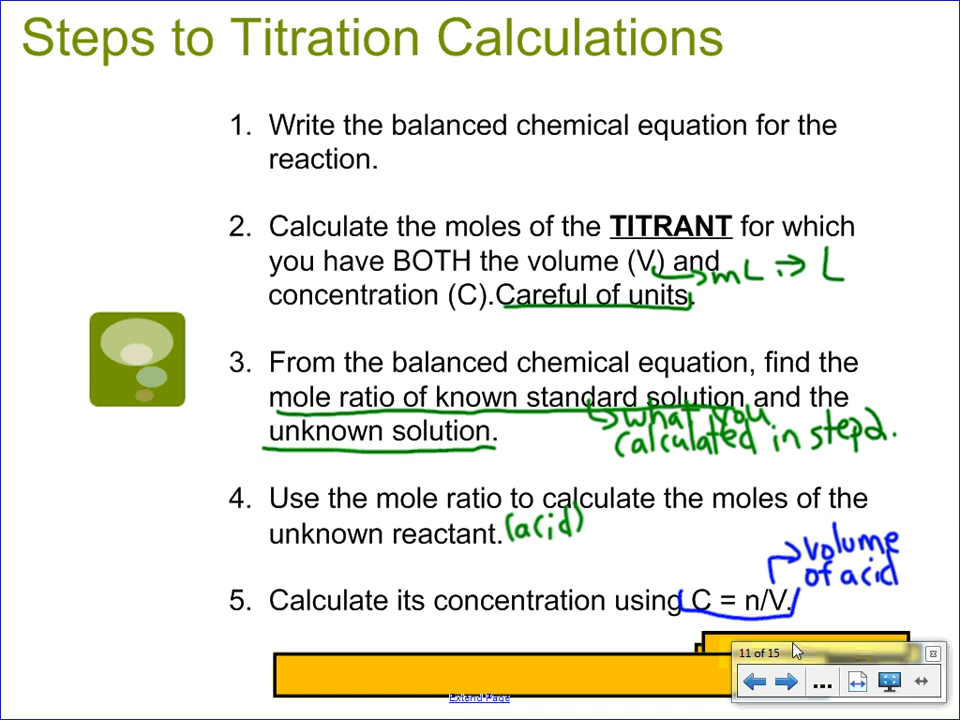 Steps to Titration Calculations
1. Write the balanced chemical equation for the
reaction.
2. Calculate the moles of the TITRANT for which
you have BOTH the volume (V) and
mL → L
concentration (C).Careful of units.
3. From the balanced chemical equation, find the
mole ratio of known standard solution and the
what you
unknown solution.
calculated in step 2.
4. Use the mole ratio to calculate the moles of the
unknown reactant. (acid)
volume
of acid
5. Calculate its concentration using C = n/V.
11 of 15
...
Extend Page